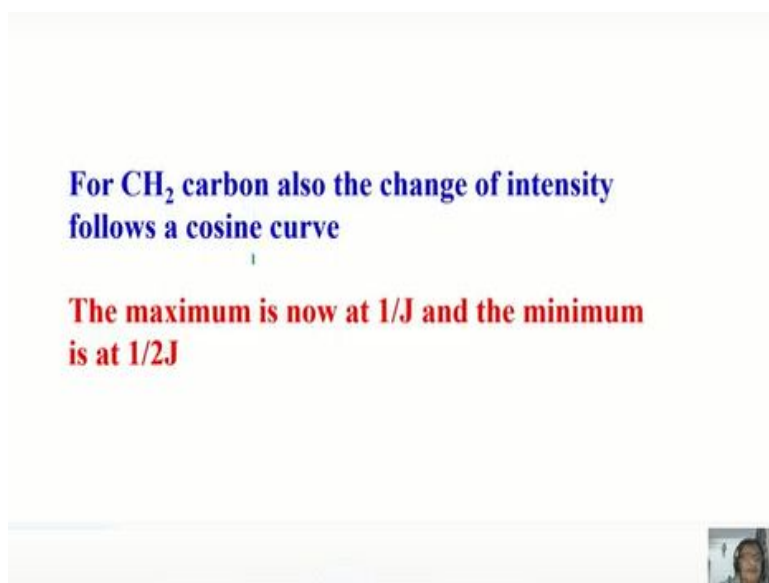 For CH₂ carbon also the change of intensity
follows a cosine curve
The maximum is now at 1/J and the minimum
is at 1/2J